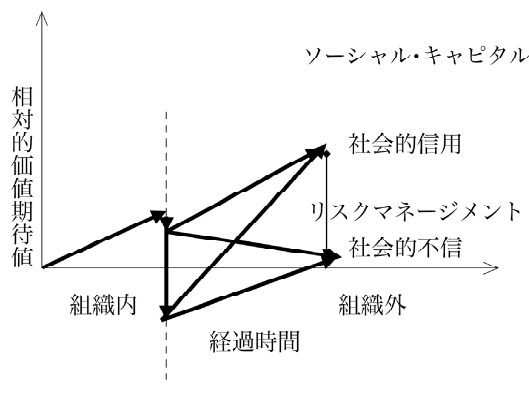 ソーシャル・キャピタル
相対的価値期待値
社会的信用
リスクマネージメント
社会的不信
組織内
組織外
経過時間